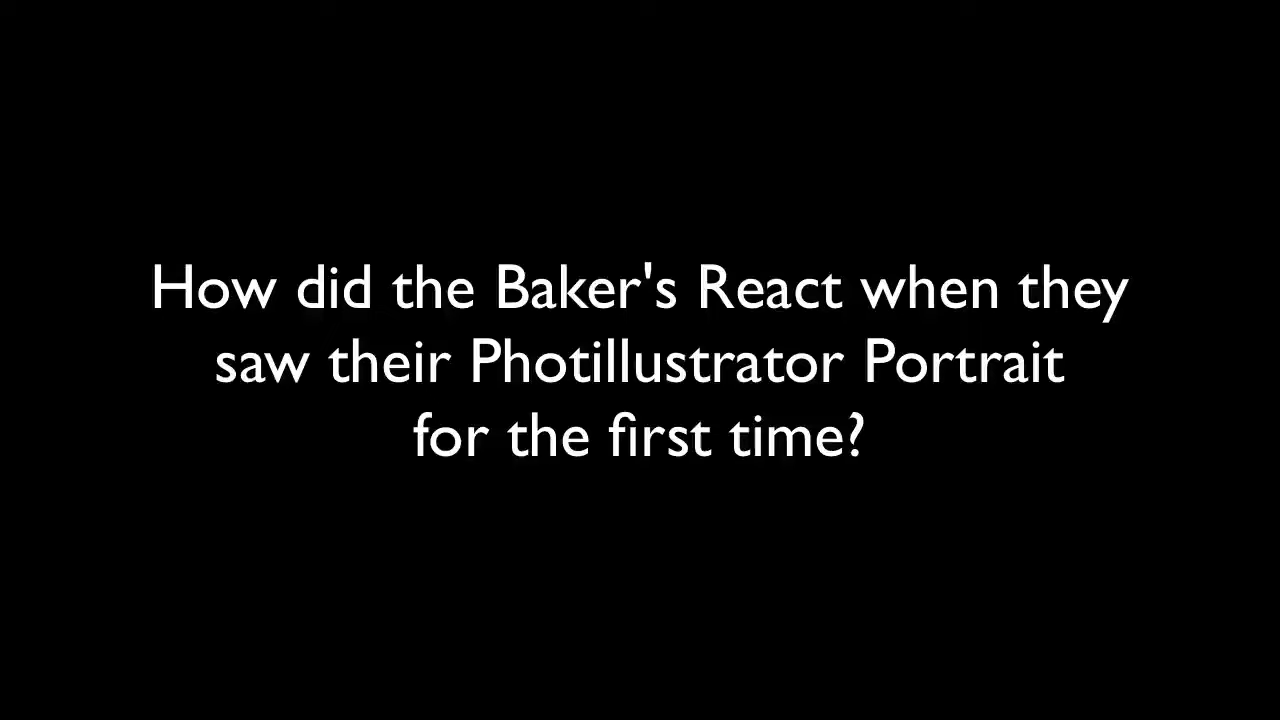 How did the Baker's React when they
saw their Photillustrator Portrait
for the first time?